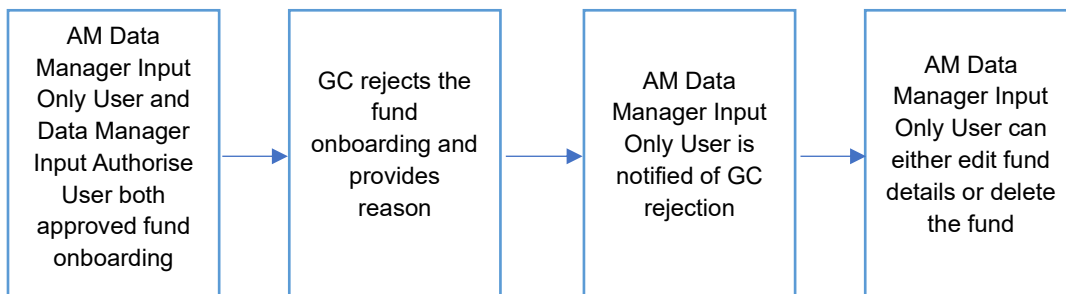 AM Data
Manager Input
Only User and
Data Manager
Input Authorise
User both
approved fund
onboarding
GC rejects the
fund
onboarding and
provides
reason
AM Data
Manager Input
Only User is
notified of GC
rejection
AM Data
Manager Input
Only User can
either edit fund
details or delete
the fund